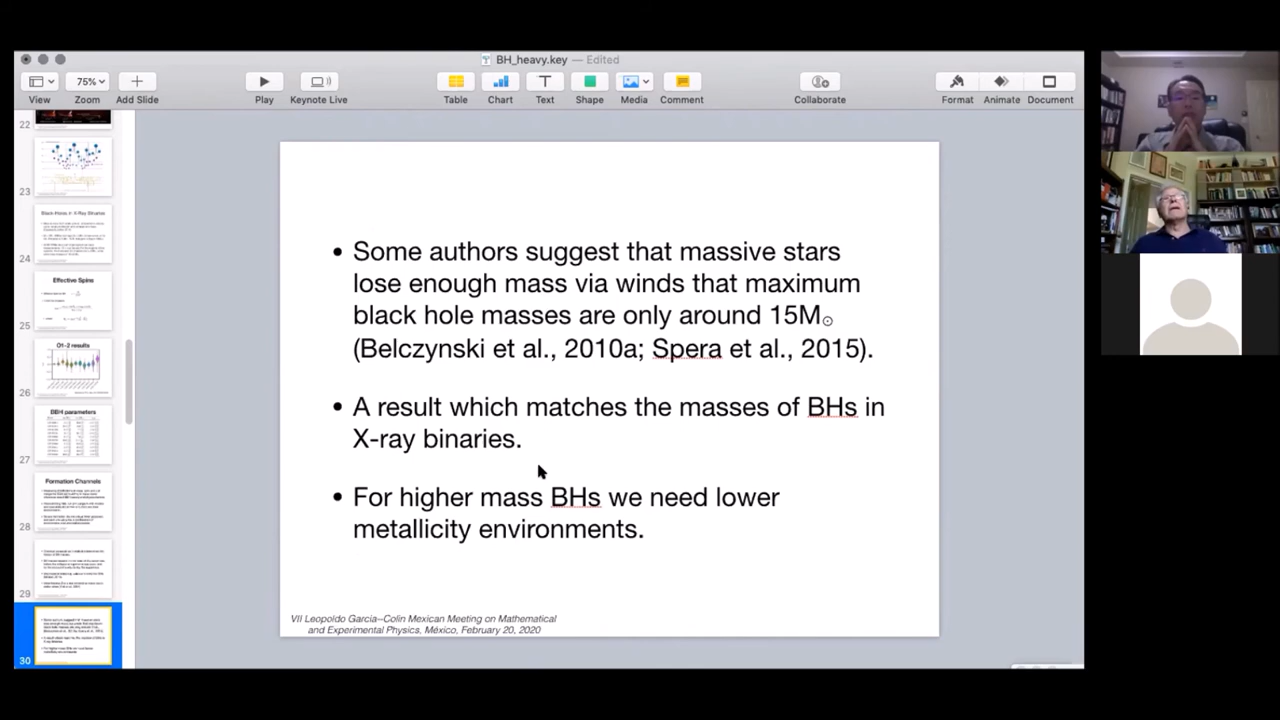 BH_heavy.key — Edited
75%
View
Zoom
Add Slide
Play
Keynote Live
Table
Chart
Text
Shape
Media
Comment
Collaborate
Format
Animate
Document
22
23
Black Holes in X-Ray Binaries
24
Effective Spins
25
O1-2 results
26
BBH parameters
27
Formation Channels
28
29
30
• Some authors suggest that massive stars
lose enough mass via winds that maximum
black hole masses are only around 15M⊙
(Belczynski et al., 2010a; Spera et al., 2015).
• A result which matches the masses of BHs in
X-ray binaries.
• For higher mass BHs we need lower
metallicity environments.
VII Leopoldo Garcia--Colin Mexican Meeting on Mathematical
and Experimental Physics, México, February 20, 2020